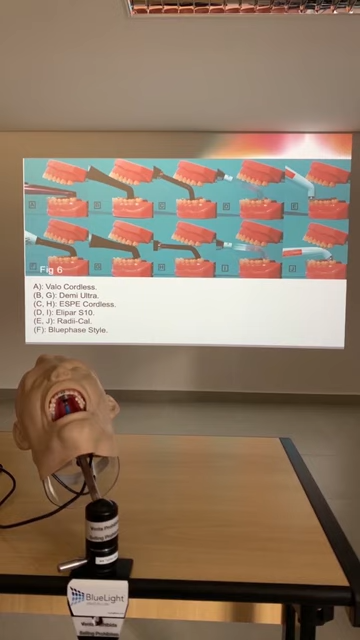 A
B
C
D
E
F
G
H
I
J
Fig 6
A): Valo Cordless.
(B, G): Demi Ultra.
(C, H): ESPE Cordless.
(D, I): Elipar S10.
(E, J): Radii-Cal.
(F): Bluephase Style.
BlueLight